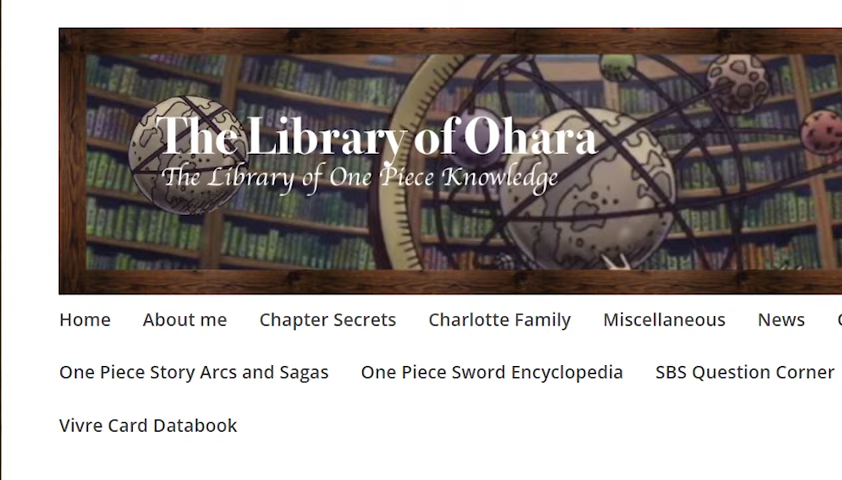 The Library of Ohara
The Library of One Piece Knowledge
Home About me Chapter Secrets Charlotte Family Miscellaneous News
One Piece Story Arcs and Sagas One Piece Sword Encyclopedia SBS Question Corner
Vivre Card Databook